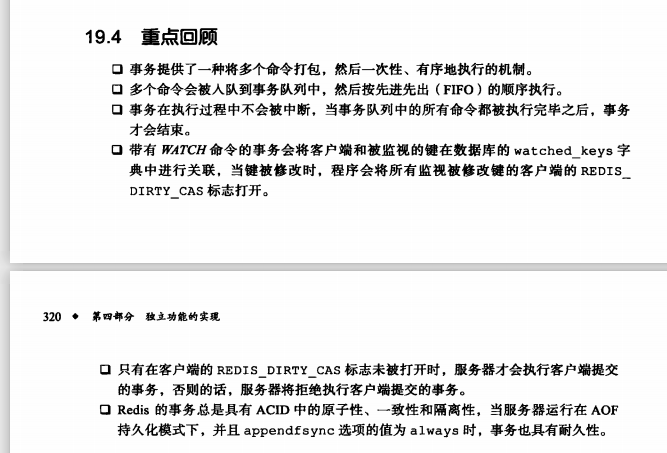 19.4 重点回顾
❑ 事务提供了一种将多个命令打包，然后一次性、有序地执行的机制。
❑ 多个命令会被入队到事务队列中，然后按先进先出（FIFO）的顺序执行。
❑ 事务在执行过程中不会被中断，当事务队列中的所有命令都被执行完毕之后，事务
才会结束。
❑ 带有 WATCH 命令的事务会将客户端和被监视的键在数据库的 watched_keys 字
典中进行关联，当键被修改时，程序会将所有监视被修改键的客户端的 REDIS_
DIRTY_CAS 标志打开。
320 ◆ 第四部分 独立功能的实现
❑ 只有在客户端的 REDIS_DIRTY_CAS 标志未被打开时，服务器才会执行客户端提交
的事务，否则的话，服务器将拒绝执行客户端提交的事务。
❑ Redis 的事务总是具有 ACID 中的原子性、一致性和隔离性，当服务器运行在 AOF
持久化模式下，并且 appendfsync 选项的值为 always 时，事务也具有耐久性。